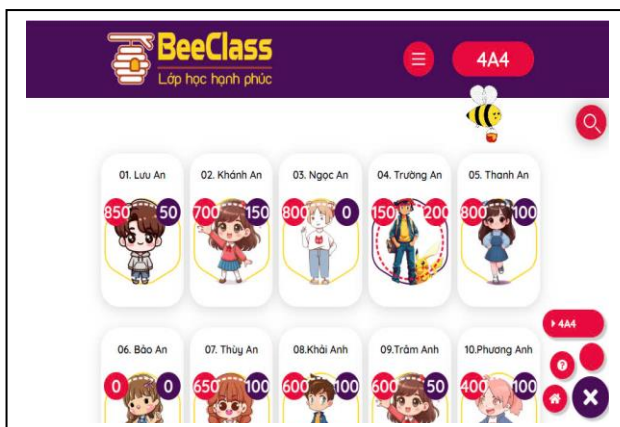 BeeClass
Lớp học hạnh phúc
4A4
01. Lưu An
02. Khánh An
03. Ngọc An
04. Trường An
05. Thanh An
850 50
700 150
800 0
150 200
800 100
4A4
06. Bảo An
07. Thùy An
08.Khải Anh
09.Trâm Anh
10.Phương Anh
0 0
650 100
600 100
600 50
400 100